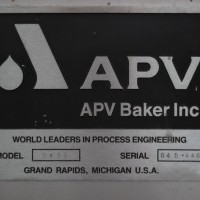 APV
APV Baker Inc
WORLD LEADERS IN PROCESS ENGINEERING
MODEL SERIAL
GRAND RAPIDS, MICHIGAN U.S.A.